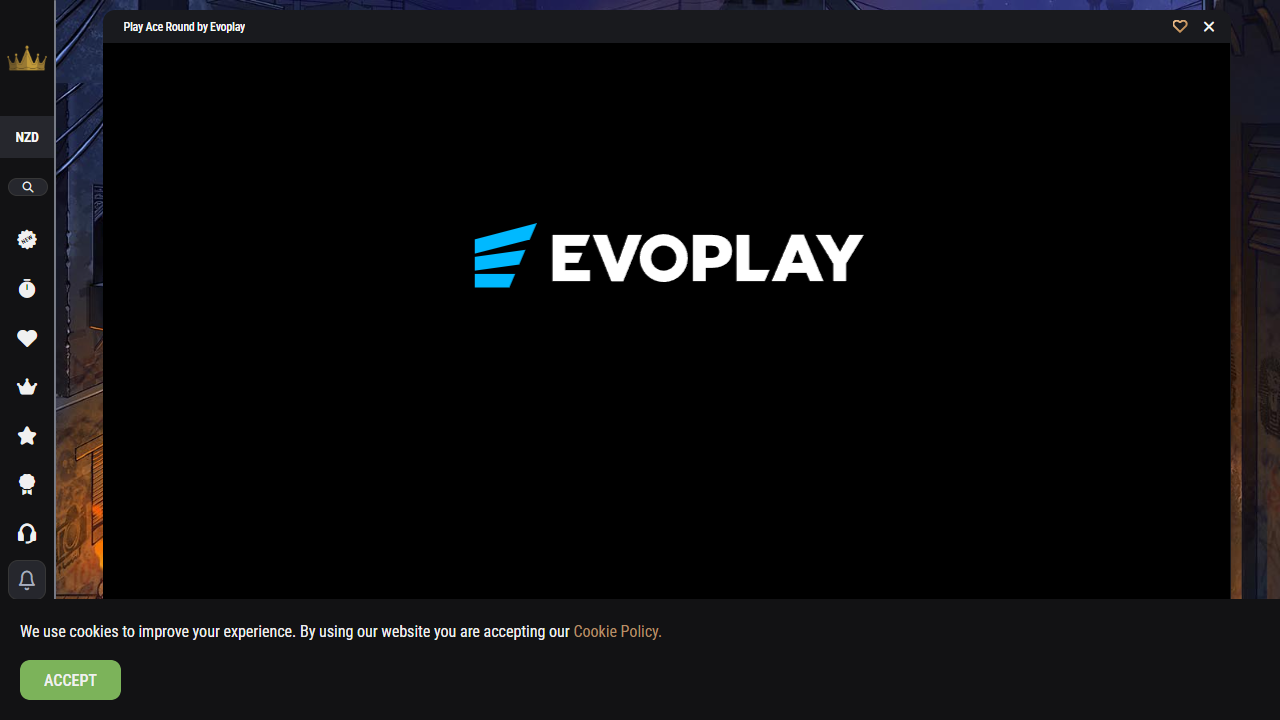 Play Ace Round by Evoplay
NZD
NEW
EVOPLAY
We use cookies to improve your experience. By using our website you are accepting our Cookie Policy.
ACCEPT